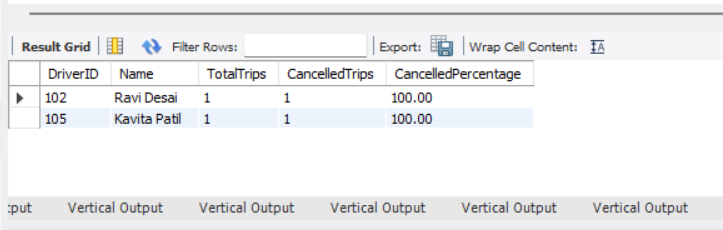 Result Grid Filter Rows: Export: Wrap Cell Content: IA
DriverID Name TotalTrips CancelledTrips CancelledPercentage
102 Ravi Desai 1 1 100.00
105 Kavita Patil 1 1 100.00
:put Vertical Output Vertical Output Vertical Output Vertical Output Vertical Output